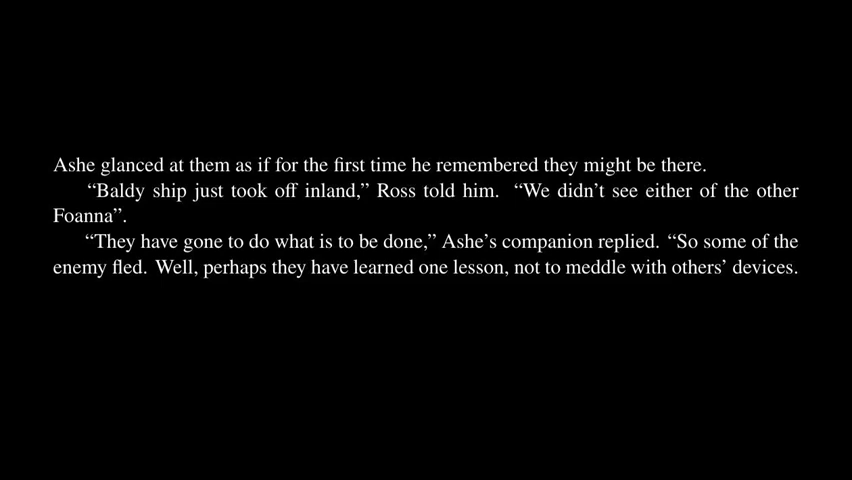 Ashe glanced at them as if for the first time he remembered they might be there.
“Baldy ship just took off inland,” Ross told him. “We didn’t see either of the other
Foanna”.
“They have gone to do what is to be done,” Ashe’s companion replied. “So some of the
enemy fled. Well, perhaps they have learned one lesson, not to meddle with others’ devices.